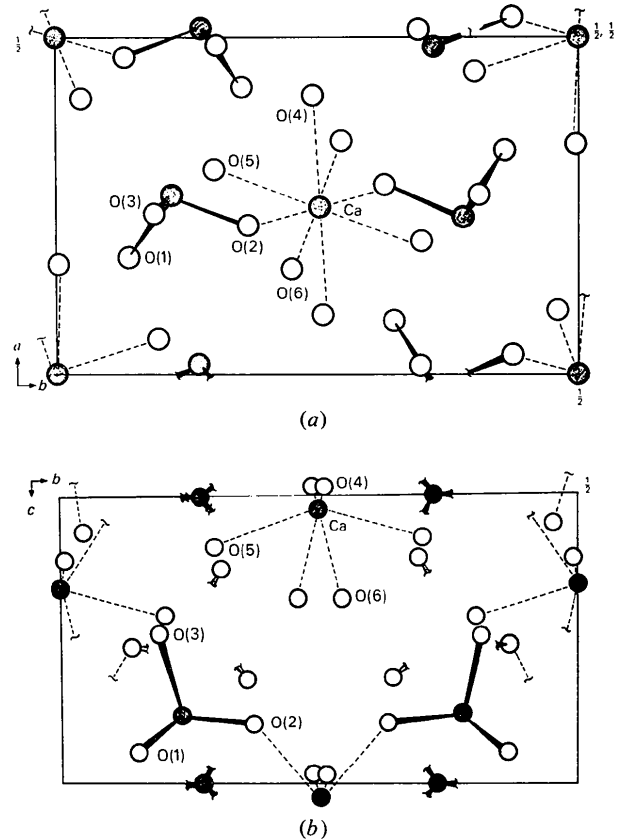 ½
½, ½
O(4)
O(5)
O(3)
Ca
O(2)
O(1)
O(6)
a
b
½
(a)
b
c
O(4)
½
Ca
O(5)
O(6)
O(3)
O(2)
O(1)
(b)